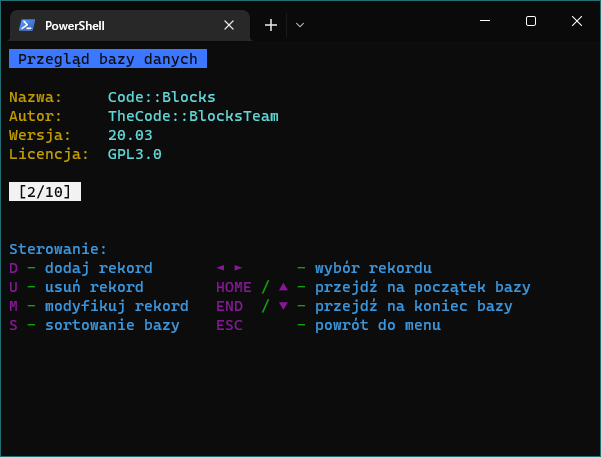 PowerShell
Przegląd bazy danych
Nazwa: Code::Blocks
Autor: TheCode::BlocksTeam
Wersja: 20.03
Licencja: GPL3.0
[2/10]
Sterowanie:
D - dodaj rekord ◄ ► - wybór rekordu
U - usuń rekord HOME / ▲ - przejdź na początek bazy
M - modyfikuj rekord END / ▼ - przejdź na koniec bazy
S - sortowanie bazy ESC - powrót do menu